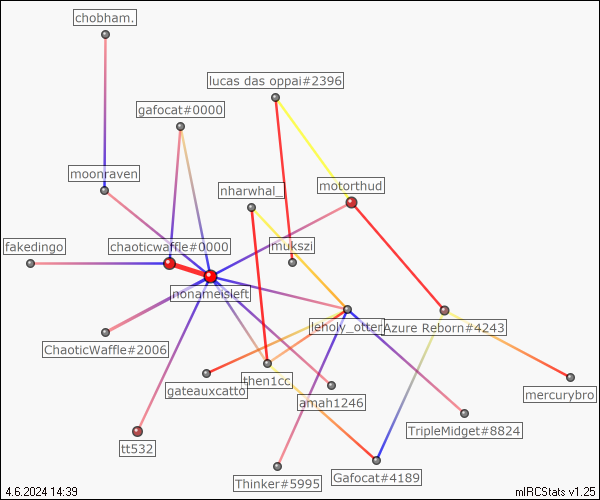 chobham.
lucas das oppai#2396
gafocat#0000
moonraven
nharwhal_
motorthud
fakedingo
chaoticwaffle#0000
mukszi
nonameisleft
leholy_otter
Azure Reborn#4243
ChaoticWaffle#2006
gateauxcatto
then1cc
amah1246
mercurybro
TripleMidget#8824
tt532
Thinker#5995
Gafocat#4189
4.6.2024 14:39
mIRCStats v1.25